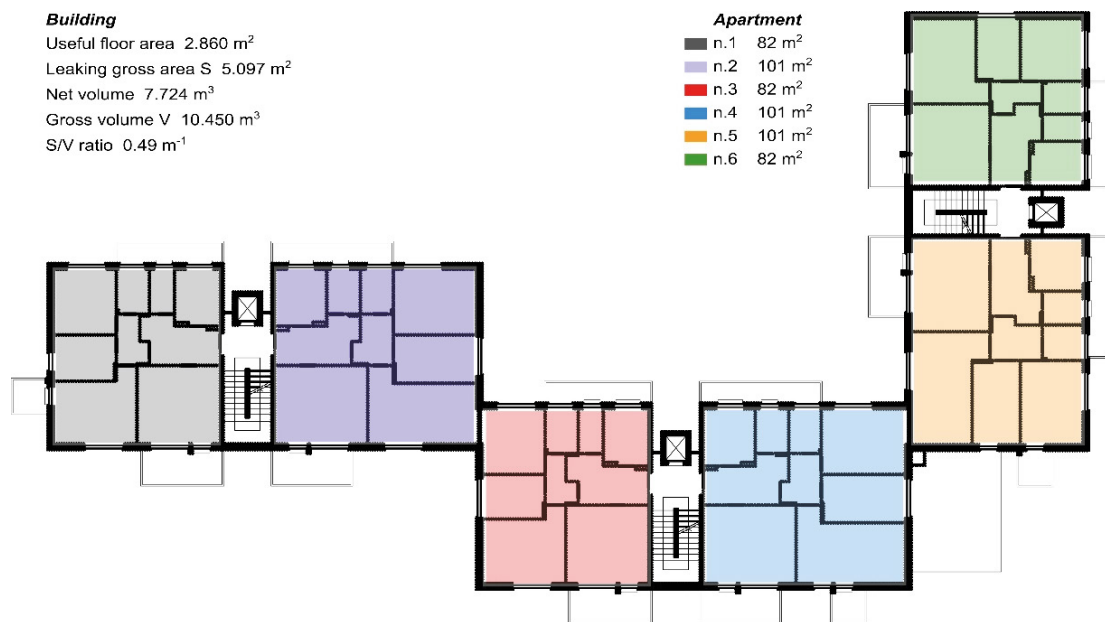 Building
Useful floor area 2.860 m²
Leaking gross area S 5.097 m²
Net volume 7.724 m³
Gross volume V 10.450 m³
S/V ratio 0.49 m⁻¹
Apartment
n.1 82 m²
n.2 101 m²
n.3 82 m²
n.4 101 m²
n.5 101 m²
n.6 82 m²